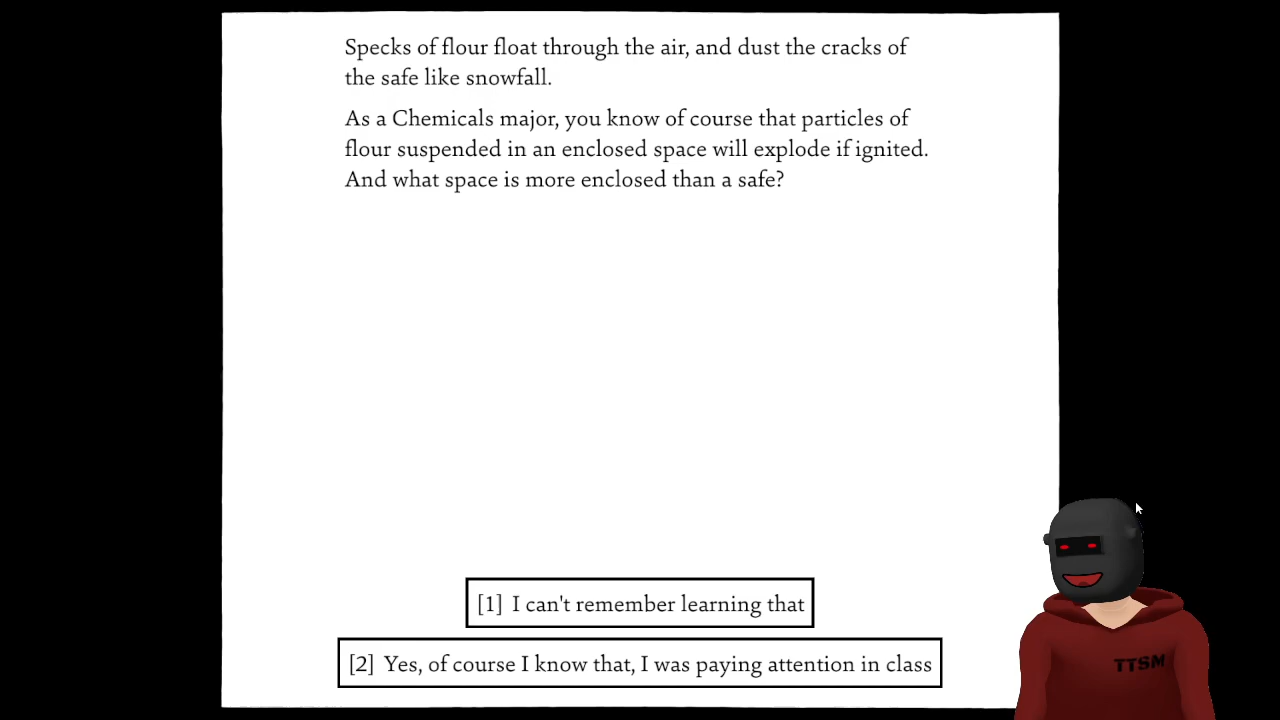 Specks of flour float through the air, and dust the cracks of
the safe like snowfall.
As a Chemicals major, you know of course that particles of
flour suspended in an enclosed space will explode if ignited.
And what space is more enclosed than a safe?
[1] I can't remember learning that
[2] Yes, of course I know that, I was paying attention in class
TTSM